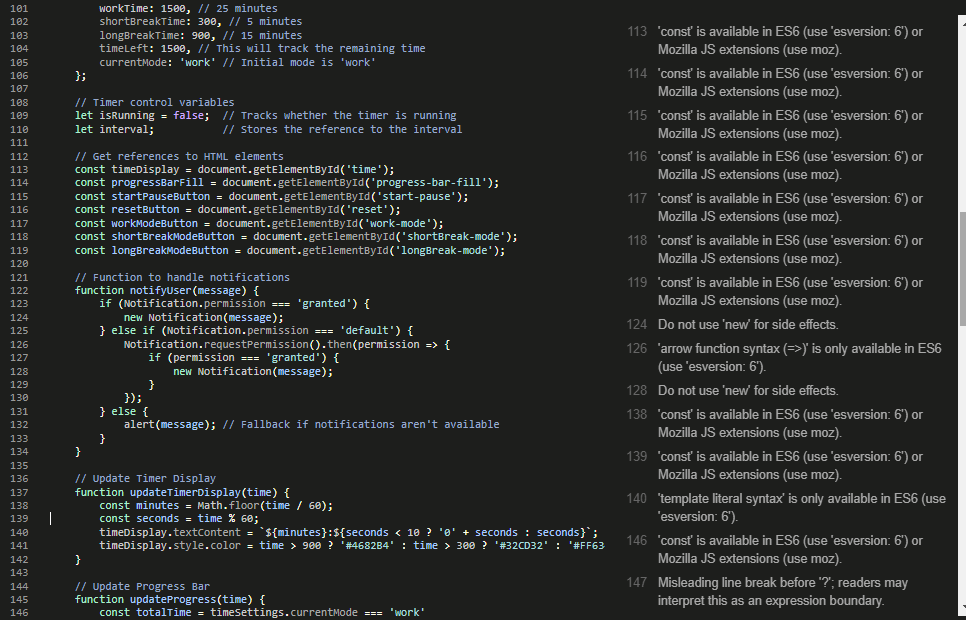 101 workTime: 1500, // 25 minutes
102 shortBreakTime: 300, // 5 minutes
103 longBreakTime: 900, // 15 minutes
104 timeLeft: 1500, // This will track the remaining time
105 currentMode: 'work' // Initial mode is 'work'
106 };
107
108 // Timer control variables
109 let isRunning = false; // Tracks whether the timer is running
110 let interval; // Stores the reference to the interval
111
112 // Get references to HTML elements
113 const timeDisplay = document.getElementById('time');
114 const progressBarFill = document.getElementById('progress-bar-fill');
115 const startPauseButton = document.getElementById('start-pause');
116 const resetButton = document.getElementById('reset');
117 const workModeButton = document.getElementById('work-mode');
118 const shortBreakModeButton = document.getElementById('shortBreak-mode');
119 const longBreakModeButton = document.getElementById('longBreak-mode');
120
121 // Function to handle notifications
122 function notifyUser(message) {
123 if (Notification.permission === 'granted') {
124 new Notification(message);
125 } else if (Notification.permission === 'default') {
126 Notification.requestPermission().then(permission => {
127 if (permission === 'granted') {
128 new Notification(message);
129 }
130 });
131 } else {
132 alert(message); // Fallback if notifications aren't available
133 }
134 }
135
136 // Update Timer Display
137 function updateTimerDisplay(time) {
138 const minutes = Math.floor(time / 60);
139 const seconds = time % 60;
140 timeDisplay.textContent = `${minutes}:${seconds < 10 ? '0' + seconds : seconds}`;
141 timeDisplay.style.color = time > 900 ? '#4682B4' : time > 300 ? '#32CD32' : '#FF63
142 }
143
144 // Update Progress Bar
145 function updateProgress(time) {
146 const totalTime = timeSettings.currentMode === 'work'
113 'const' is available in ES6 (use 'esversion: 6') or
Mozilla JS extensions (use moz).
114 'const' is available in ES6 (use 'esversion: 6') or
Mozilla JS extensions (use moz).
115 'const' is available in ES6 (use 'esversion: 6') or
Mozilla JS extensions (use moz).
116 'const' is available in ES6 (use 'esversion: 6') or
Mozilla JS extensions (use moz).
117 'const' is available in ES6 (use 'esversion: 6') or
Mozilla JS extensions (use moz).
118 'const' is available in ES6 (use 'esversion: 6') or
Mozilla JS extensions (use moz).
119 'const' is available in ES6 (use 'esversion: 6') or
Mozilla JS extensions (use moz).
124 Do not use 'new' for side effects.
126 'arrow function syntax (=>)' is only available in ES6
(use 'esversion: 6').
128 Do not use 'new' for side effects.
138 'const' is available in ES6 (use 'esversion: 6') or
Mozilla JS extensions (use moz).
139 'const' is available in ES6 (use 'esversion: 6') or
Mozilla JS extensions (use moz).
140 'template literal syntax' is only available in ES6 (use
'esversion: 6').
146 'const' is available in ES6 (use 'esversion: 6') or
Mozilla JS extensions (use moz).
147 Misleading line break before '?'; readers may
interpret this as an expression boundary.